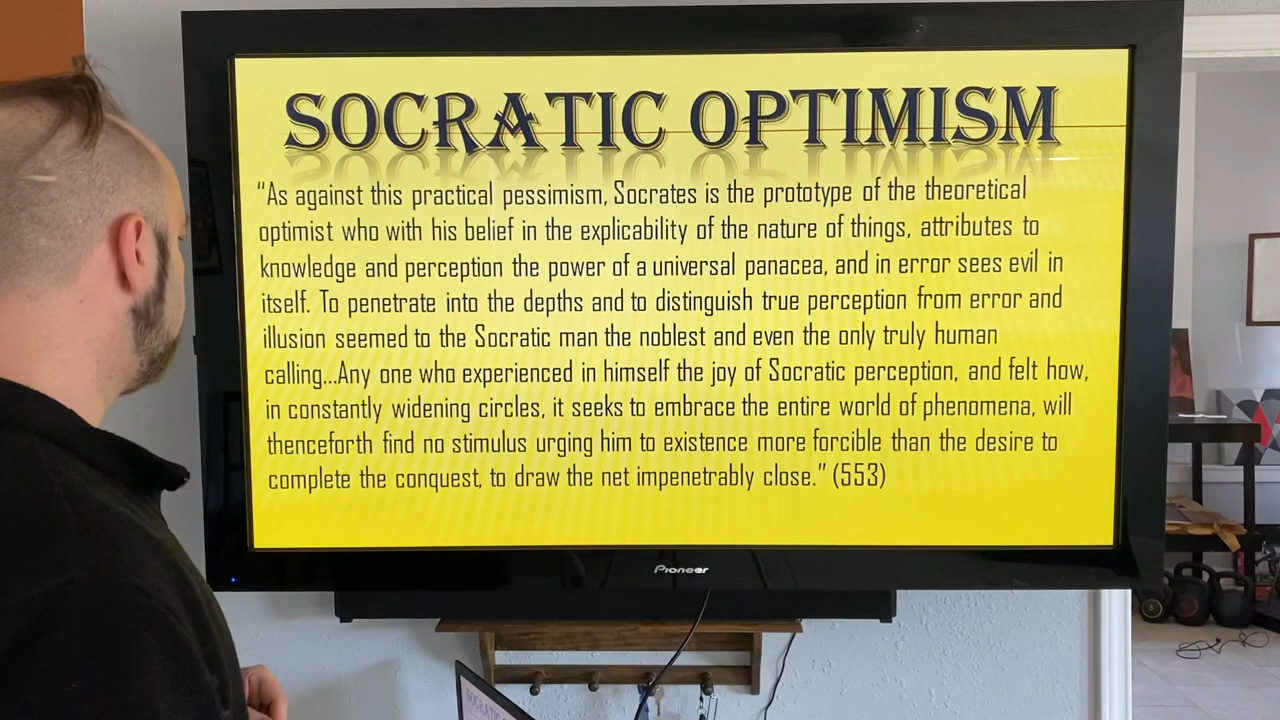 SOCRATIC OPTIMISM
“As against this practical pessimism, Socrates is the prototype of the theoretical
optimist who with his belief in the explicability of the nature of things, attributes to
knowledge and perception the power of a universal panacea, and in error sees evil in
itself. To penetrate into the depths and to distinguish true perception from error and
illusion seemed to the Socratic man the noblest and even the only truly human
calling...Any one who experienced in himself the joy of Socratic perception, and felt how,
in constantly widening circles, it seeks to embrace the entire world of phenomena, will
thenceforth find no stimulus urging him to existence more forcible than the desire to
complete the conquest, to draw the net impenetrably close.” (553)
Pioneer